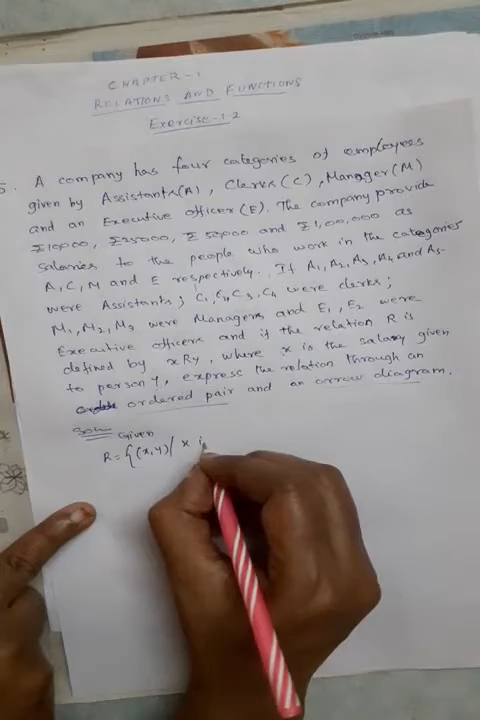 CHAPTER-1
RELATIONS AND FUNCTIONS
Exercise-1.2
5. A company has four categories of employees
given by Assistants(A), Clerks(C), Manager(M)
and an Executive officer(E). The company provide
₹10000, ₹25000, ₹50000 and ₹1,00,000 as
salaries to the people who work in the categories
A, C, M and E respectively. If A1, A2, A3, A4 and A5
were Assistants; C1, C2, C3, C4 were clerks;
M1, M2, M3 were Managers and E1, E2 were
Executive officers and if the relation R is
defined by xRy, where x is the salary given
to person y, express the relation through an
ordered pair and an arrow diagram.
Soln Given
R = {(x,y)/ x i